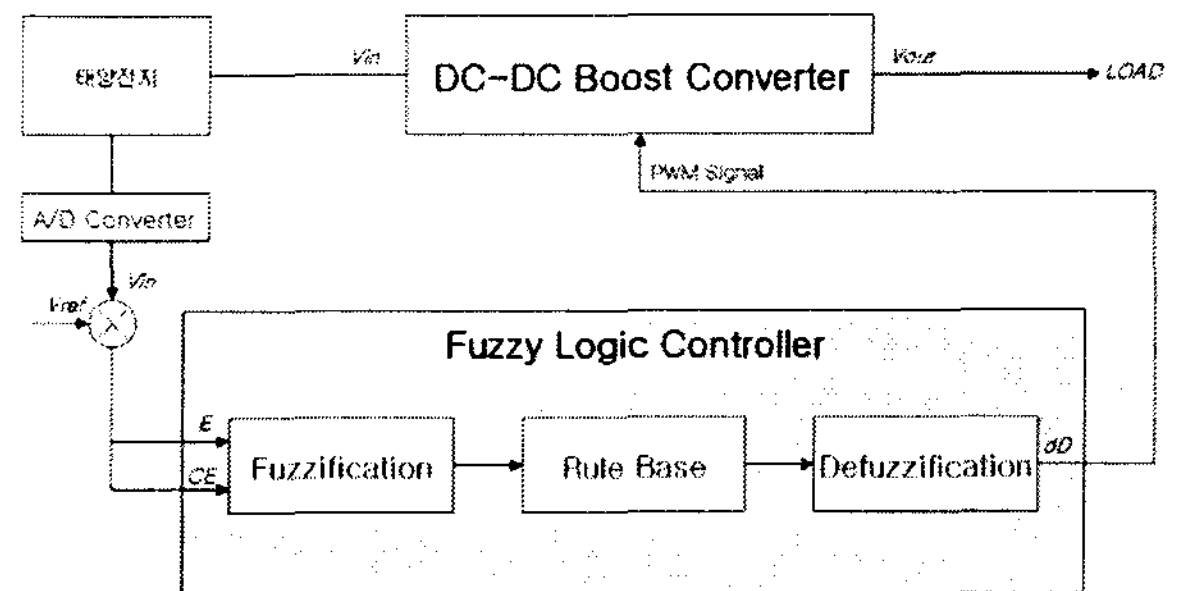 태양전지
Vin
DC-DC Boost Converter
Vout
LOAD
PWM Signal
A/D Converter
Vin
Vref
Fuzzy Logic Controller
E
CE
Fuzzification
Rule Base
Defuzzification
dD